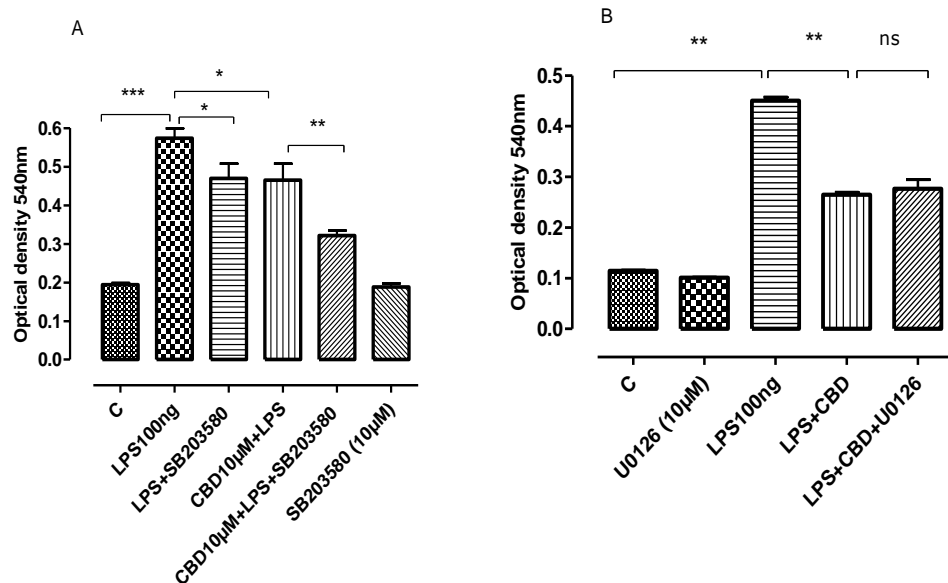 A
***
*
*
**
Optical density 540nm
0.6
0.5
0.4
0.3
0.2
0.1
0.0
C
LPS100ng
LPS+SB203580
CBD10µM+LPS
CBD10µM+LPS+SB203580
SB203580 (10µM)
B
**
**
ns
Optical density 540nm
0.5
0.4
0.3
0.2
0.1
0.0
C
U0126 (10µM)
LPS100ng
LPS+CBD
LPS+CBD+U0126